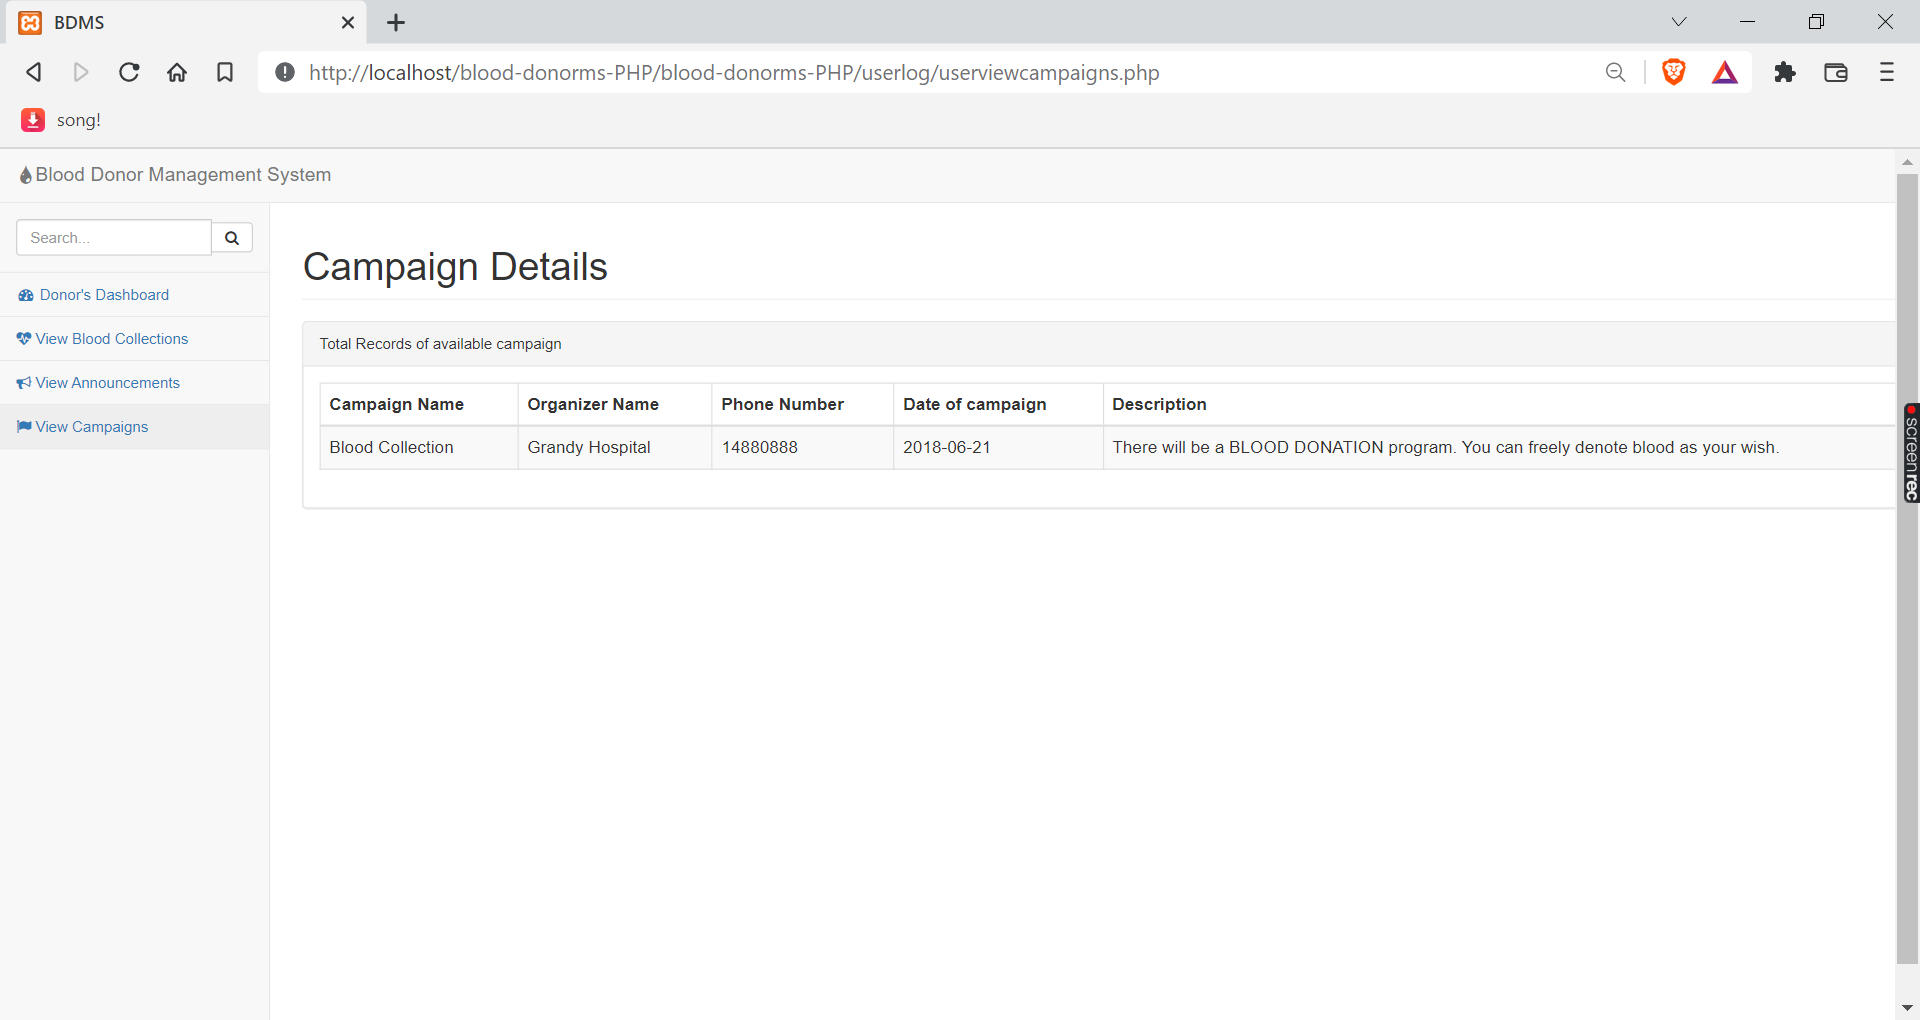 BDMS
http://localhost/blood-donorms-PHP/blood-donorms-PHP/userlog/userviewcampaigns.php
song!
Blood Donor Management System
Search...
Donor's Dashboard
View Blood Collections
View Announcements
View Campaigns
Campaign Details
Total Records of available campaign
Campaign Name Organizer Name Phone Number Date of campaign Description
Blood Collection Grandy Hospital 14880888 2018-06-21 There will be a BLOOD DONATION program. You can freely denote blood as your wish.
screenrec